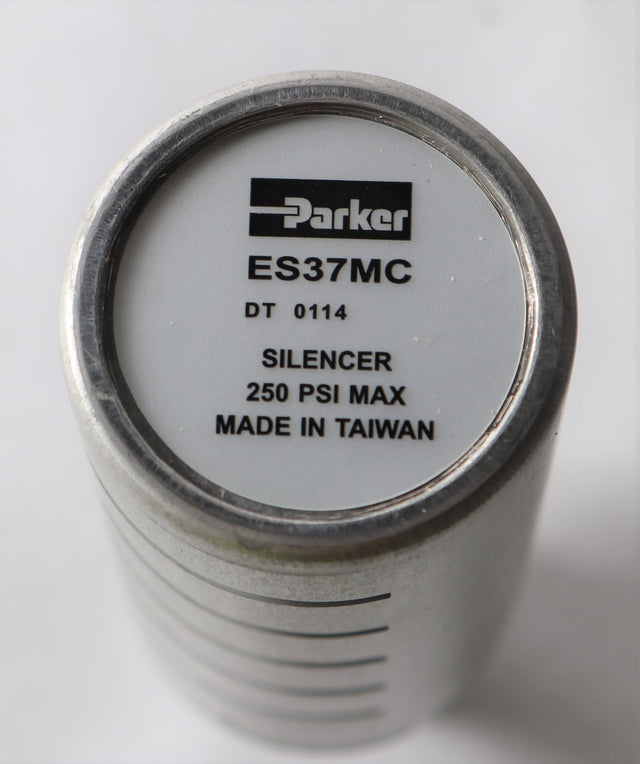 Parker
ES37MC
DT 0114
SILENCER
250 PSI MAX
MADE IN TAIWAN